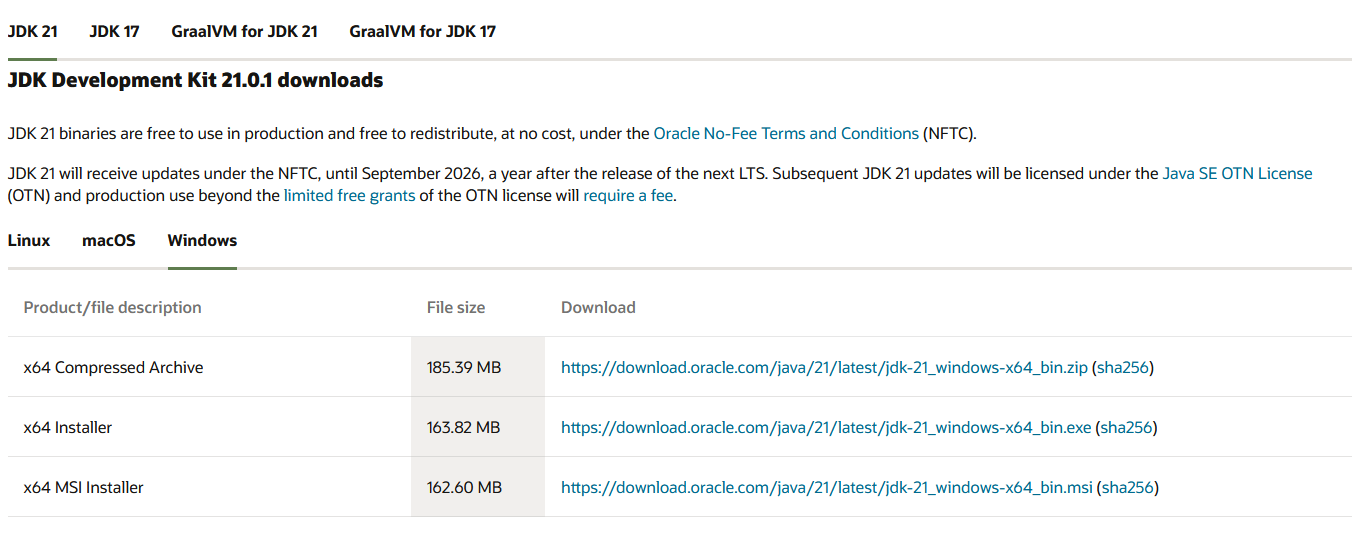 JDK 21 JDK 17 GraalVM for JDK 21 GraalVM for JDK 17
JDK Development Kit 21.0.1 downloads
JDK 21 binaries are free to use in production and free to redistribute, at no cost, under the Oracle No-Fee Terms and Conditions (NFTC).
JDK 21 will receive updates under the NFTC, until September 2026, a year after the release of the next LTS. Subsequent JDK 21 updates will be licensed under the Java SE OTN License
(OTN) and production use beyond the limited free grants of the OTN license will require a fee.
Linux macOS Windows
Product/file description File size Download
x64 Compressed Archive 185.39 MB https://download.oracle.com/java/21/latest/jdk-21_windows-x64_bin.zip (sha256)
x64 Installer 163.82 MB https://download.oracle.com/java/21/latest/jdk-21_windows-x64_bin.exe (sha256)
x64 MSI Installer 162.60 MB https://download.oracle.com/java/21/latest/jdk-21_windows-x64_bin.msi (sha256)